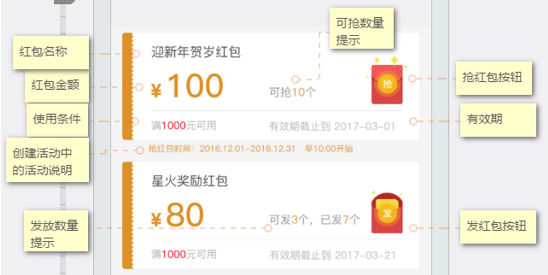 可抢数量
提示
红包名称
迎新年贺岁红包
红包金额
¥100
可抢10个
抢
抢红包按钮
使用条件
满1000元可用
有效期截止到 2017-03-01
有效期
创建活动中
的活动说明
抢红包时间：2016.12.01-2016.12.31 早10:00开始
星火奖励红包
¥80
可发3个，已发7个
发
发放数量
提示
发红包按钮
满1000元可用
有效期截止到 2017-03-21